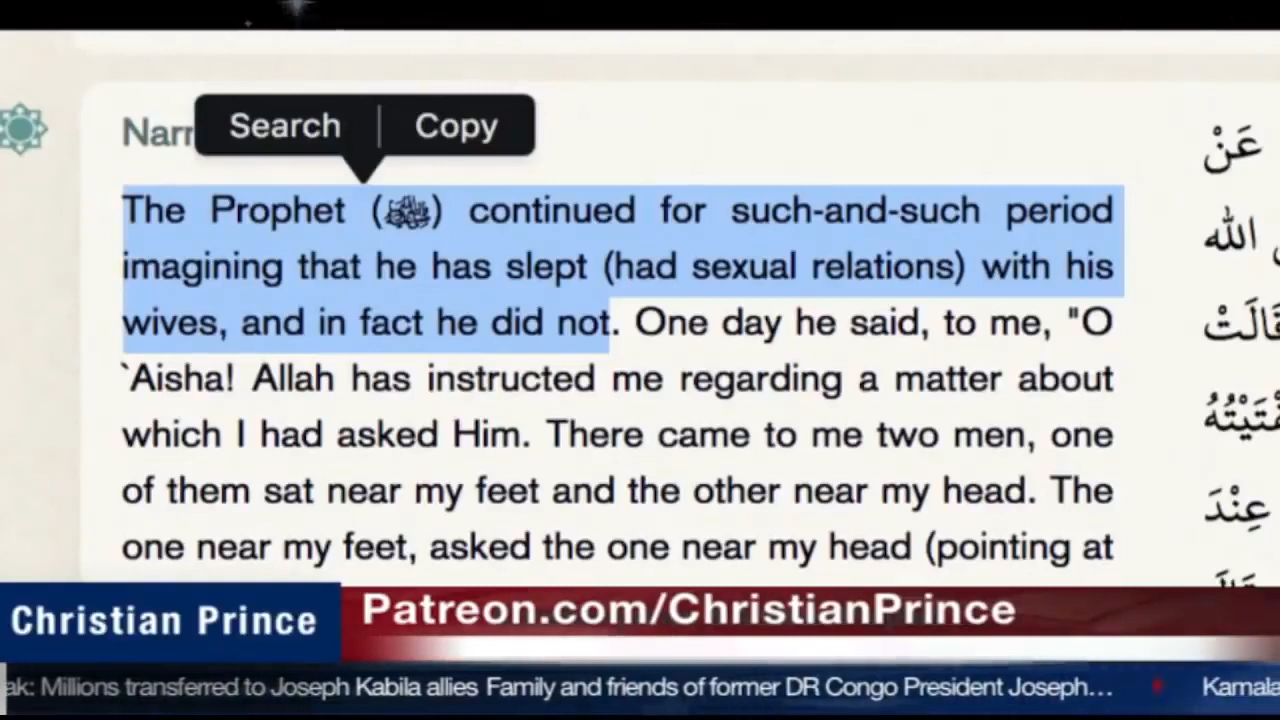 Search | Copy
Narr
The Prophet (ﷺ) continued for such-and-such period
imagining that he has slept (had sexual relations) with his
wives, and in fact he did not. One day he said, to me, "O
`Aisha! Allah has instructed me regarding a matter about
which I had asked Him. There came to me two men, one
of them sat near my feet and the other near my head. The
one near my feet, asked the one near my head (pointing at
عَنْ
الله
عِنْدَ
Christian Prince
Patreon.com/ChristianPrince
ak: Millions transferred to Joseph Kabila allies Family and friends of former DR Congo President Joseph... Kamala